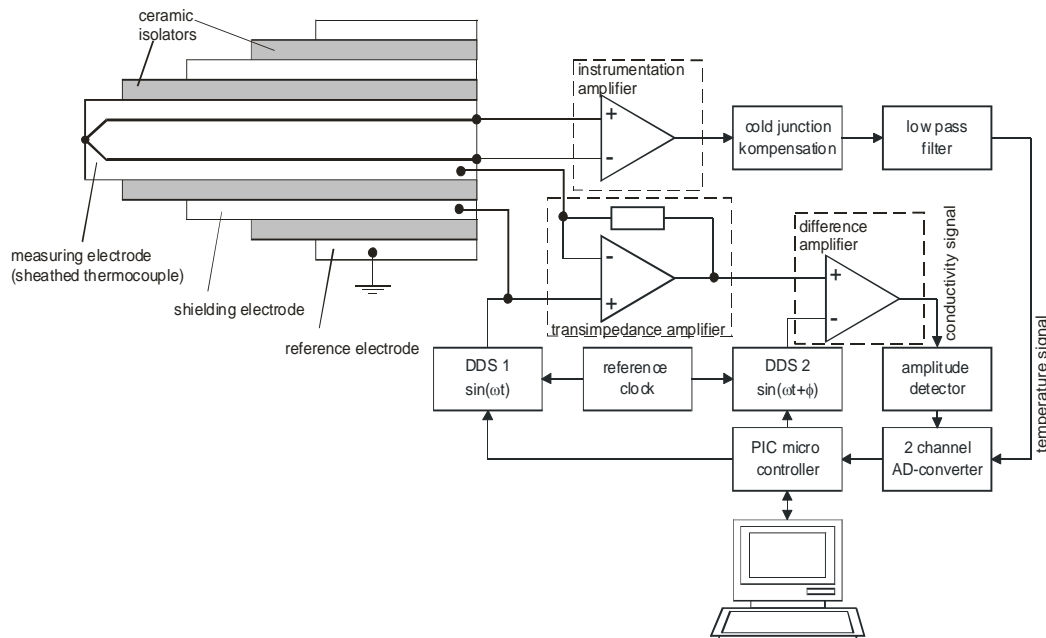 ceramic
isolators
instrumentation
amplifier
+
-
cold junction
kompensation
low pass
filter
measuring electrode
(sheathed thermocouple)
shielding electrode
reference electrode
-
+
transimpedance amplifier
difference
amplifier
+
-
conductivity signal
temperature signal
DDS 1
sin(ωt)
reference
clock
DDS 2
sin(ωt+ϕ)
amplitude
detector
PIC micro
controller
2 channel
AD-converter